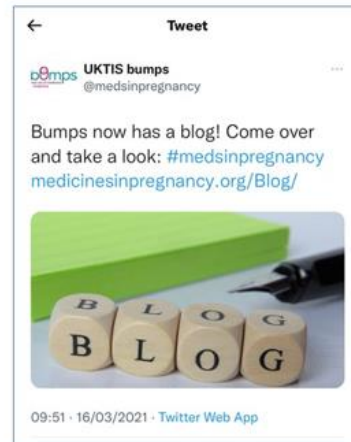 Tweet
bumps
UKTIS bumps
@medsinpregnancy
Bumps now has a blog! Come over
and take a look: #medsinpregnancy
medicinesinpregnancy.org/Blog/
B L O G
B L O G
09:51 · 16/03/2021 · Twitter Web App